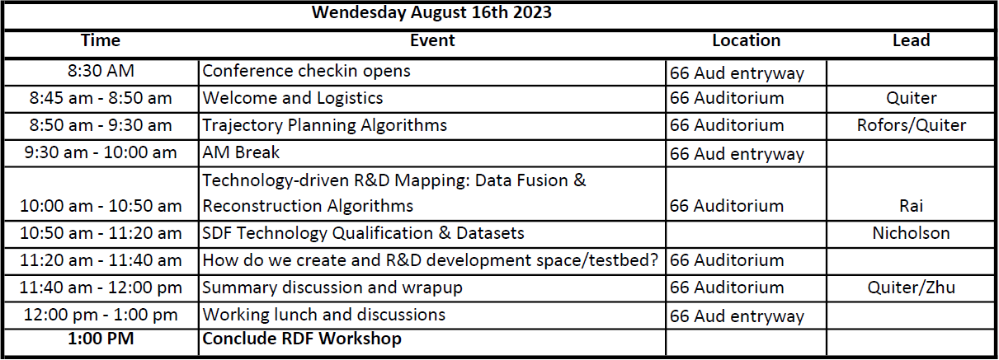 Wendesday August 16th 2023
Time Event Location Lead
8:30 AM Conference checkin opens 66 Aud entryway
8:45 am - 8:50 am Welcome and Logistics 66 Auditorium Quiter
8:50 am - 9:30 am Trajectory Planning Algorithms 66 Auditorium Rofors/Quiter
9:30 am - 10:00 am AM Break 66 Aud entryway
Technology-driven R&D Mapping: Data Fusion &
10:00 am - 10:50 am Reconstruction Algorithms 66 Auditorium Rai
10:50 am - 11:20 am SDF Technology Qualification & Datasets Nicholson
11:20 am - 11:40 am How do we create and R&D development space/testbed? 66 Auditorium
11:40 am - 12:00 pm Summary discussion and wrapup 66 Auditorium Quiter/Zhu
12:00 pm - 1:00 pm Working lunch and discussions 66 Aud entryway
1:00 PM Conclude RDF Workshop